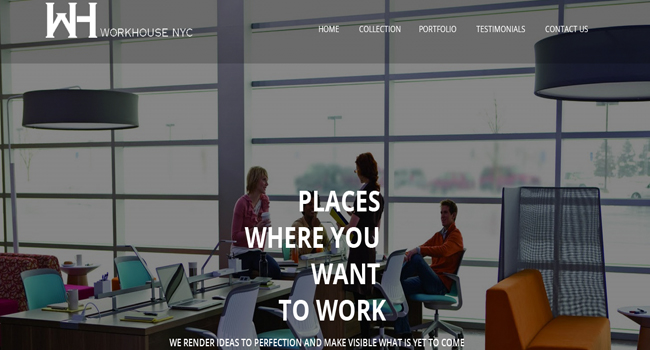 WH WORKHOUSE NYC
HOME COLLECTION PORTFOLIO TESTIMONIALS CONTACT US
PLACES
WHERE YOU
WANT
TO WORK
WE RENDER IDEAS TO PERFECTION AND MAKE VISIBLE WHAT IS YET TO COME